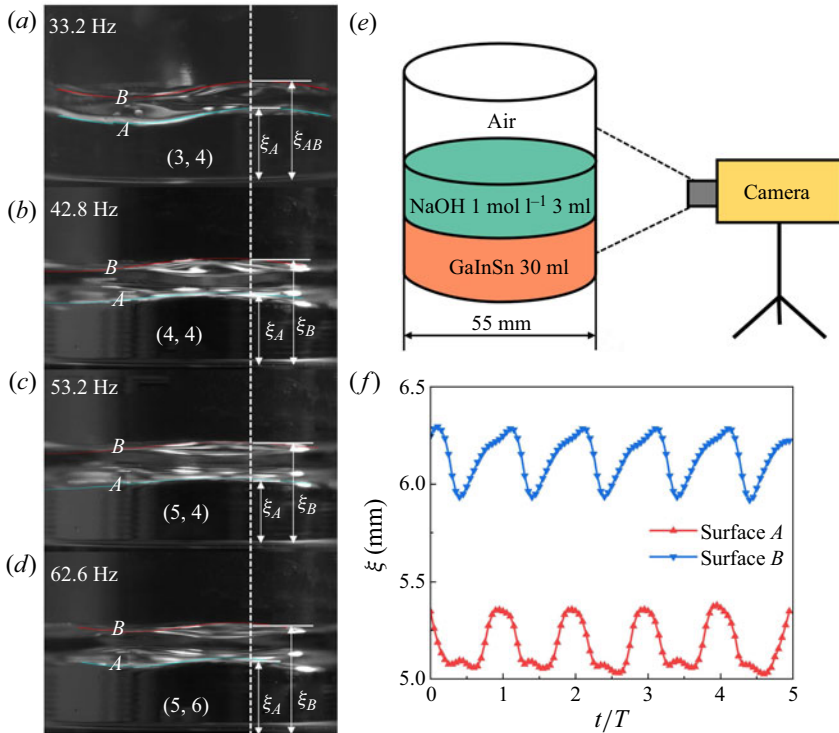 (a)
33.2 Hz
B
A
ξA
ξAB
(3, 4)
(b)
42.8 Hz
B
A
ξA
ξB
(4, 4)
(c)
53.2 Hz
B
A
ξA
ξB
(5, 4)
(d)
62.6 Hz
B
A
ξA
ξB
(5, 6)
(e)
Air
NaOH 1 mol l⁻¹ 3 ml
GaInSn 30 ml
55 mm
Camera
(f)
6.5
6.0
5.5
5.0
ξ (mm)
Surface A
Surface B
0 1 2 3 4 5
t/T